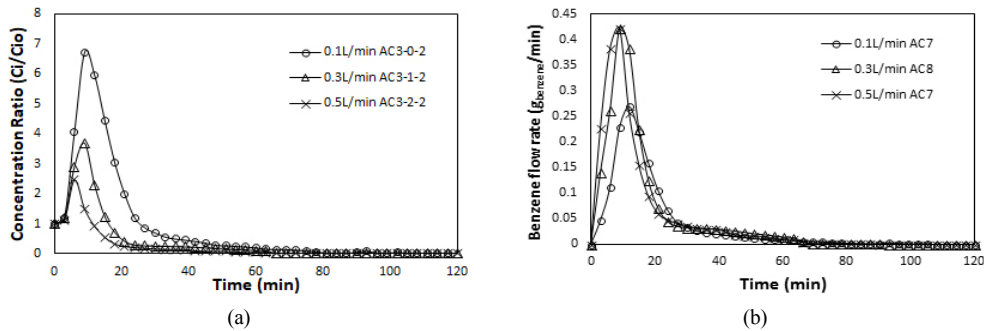 8
7
6
5
4
3
2
1
0
Concentration Ratio (Ci/Cio)
0.1L/min AC3-0-2
0.3L/min AC3-1-2
0.5L/min AC3-2-2
0 20 40 60 80 100 120
Time (min)
(a)
0.45
0.4
0.35
0.3
0.25
0.2
0.15
0.1
0.05
0
Benzene flow rate (gbenzene/min)
0.1L/min AC7
0.3L/min AC8
0.5L/min AC7
0 20 40 60 80 100 120
Time (min)
(b)